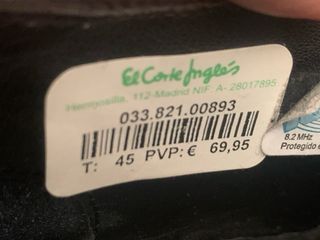 El Corte Inglés
Hermosilla, 112-Madrid NIF. A- 28017895
033.821.00893
T: 45 PVP: € 69,95
8.2 MHz
Protegido e